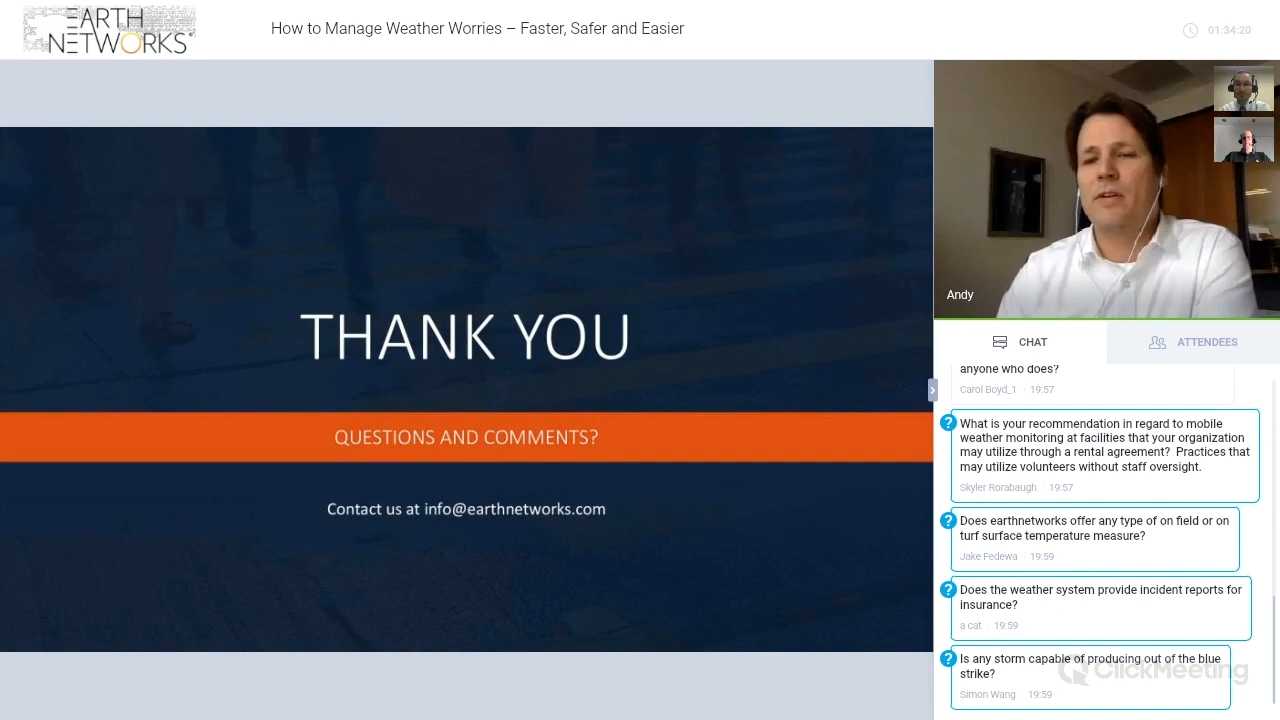 EARTH
NETWORKS
How to Manage Weather Worries – Faster, Safer and Easier
01:34:20
THANK YOU
QUESTIONS AND COMMENTS?
Contact us at info@earthnetworks.com
Andy
CHAT
ATTENDEES
anyone who does?
Carol Boyd_1 19:57
What is your recommendation in regard to mobile
weather monitoring at facilities that your organization
may utilize through a rental agreement? Practices that
may utilize volunteers without staff oversight.
Skyler Rorabaugh 19:57
Does earthnetworks offer any type of on field or on
turf surface temperature measure?
Jake Fedewa 19:59
Does the weather system provide incident reports for
insurance?
a cat 19:59
Is any storm capable of producing out of the blue
strike?
Simon Wang 19:59
ClickMeeting